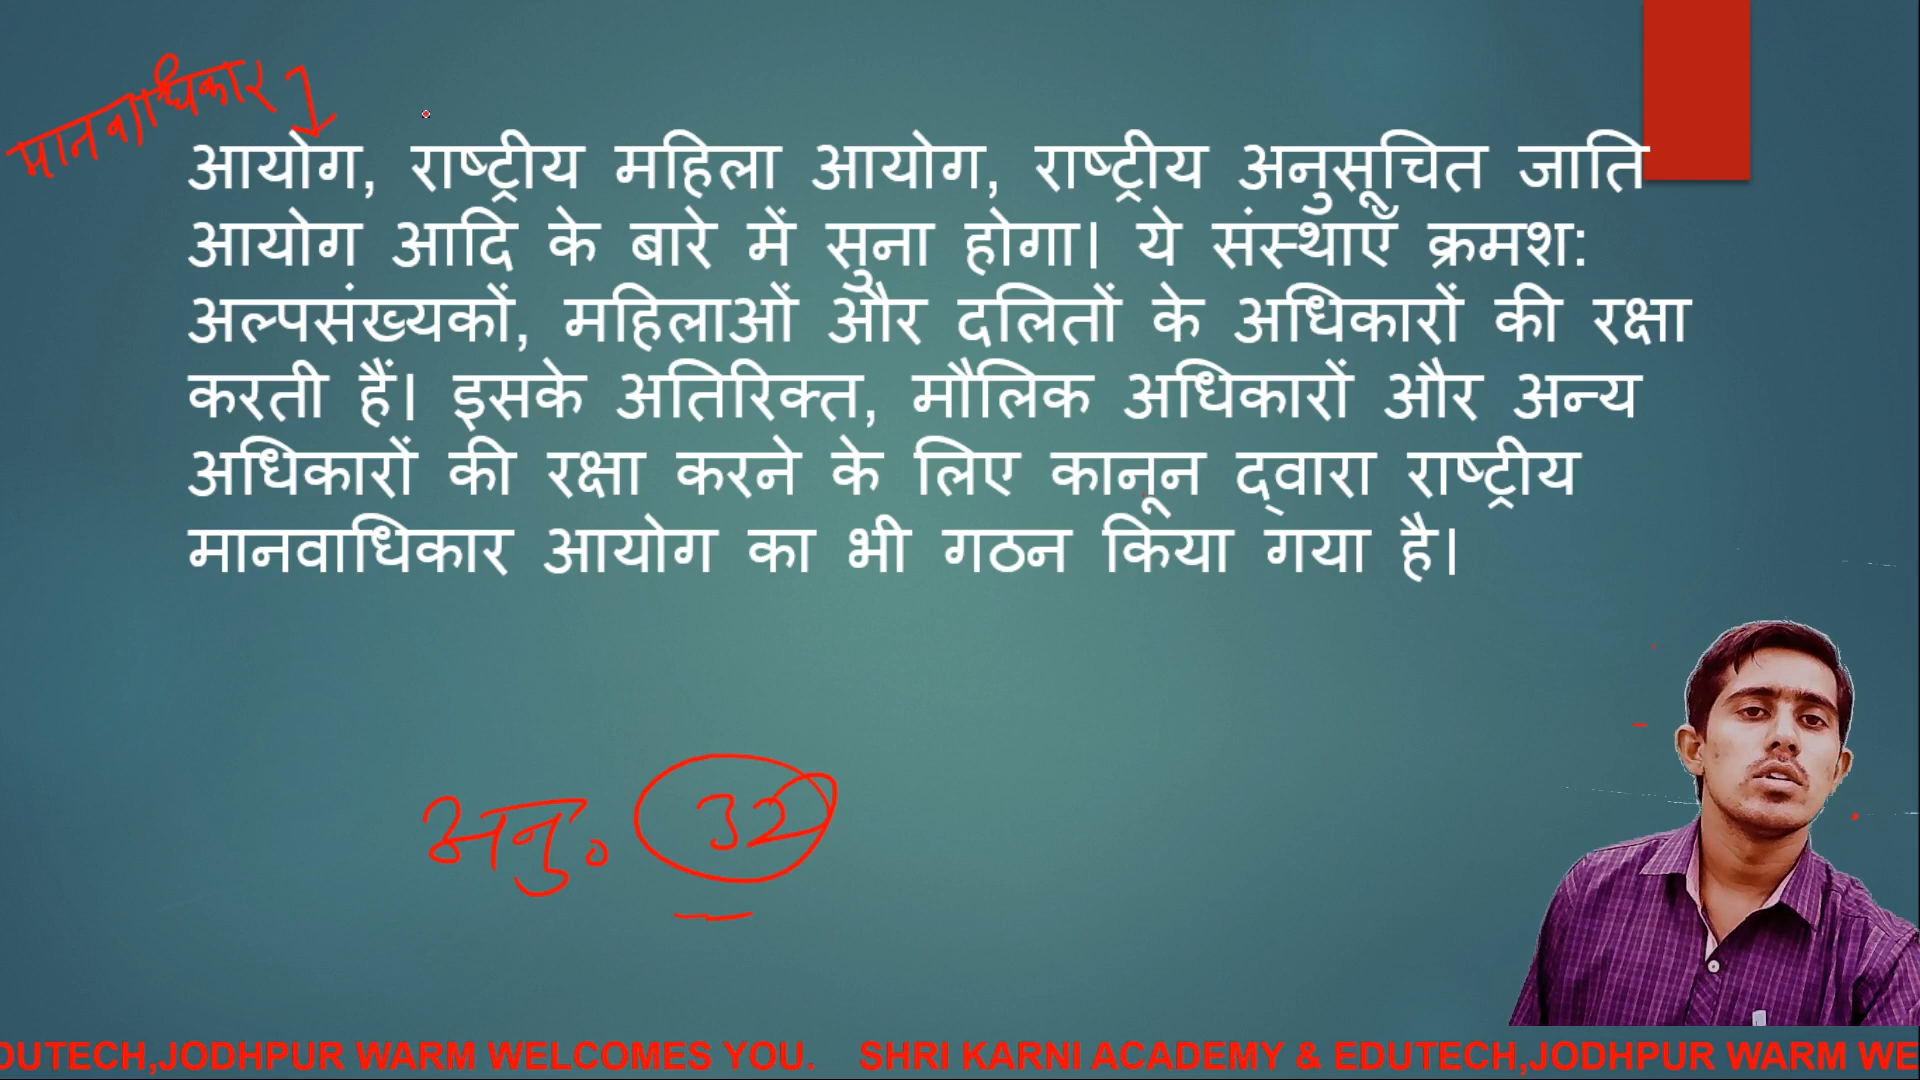 मानवाधिकार
आयोग, राष्ट्रीय महिला आयोग, राष्ट्रीय अनुसूचित जाति
आयोग आदि के बारे में सुना होगा। ये संस्थाएँ क्रमश:
अल्पसंख्यकों, महिलाओं और दलितों के अधिकारों की रक्षा
करती हैं। इसके अतिरिक्त, मौलिक अधिकारों और अन्य
अधिकारों की रक्षा करने के लिए कानून द्वारा राष्ट्रीय
मानवाधिकार आयोग का भी गठन किया गया है।
अनु. 32
DUTECH,JODHPUR WARM WELCOMES YOU. SHRI KARNI ACADEMY & EDUTECH,JODHPUR WARM WE